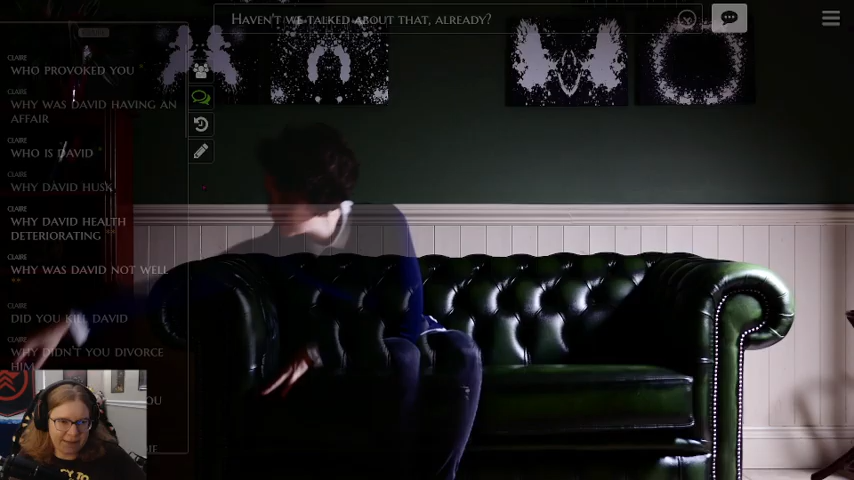 Haven't we talked about that, already?
CLAIRE
WHO PROVOKED YOU *
CLAIRE
WHY WAS DAVID HAVING AN
AFFAIR
CLAIRE
WHO IS DAVID *
CLAIRE
WHY DAVID HUSK
CLAIRE
WHY DAVID HEALTH
DETERIORATING **
CLAIRE
WHY WAS DAVID NOT WELL
**
CLAIRE
DID YOU KILL DAVID
CLAIRE
WHY DIDN'T YOU DIVORCE
HIM